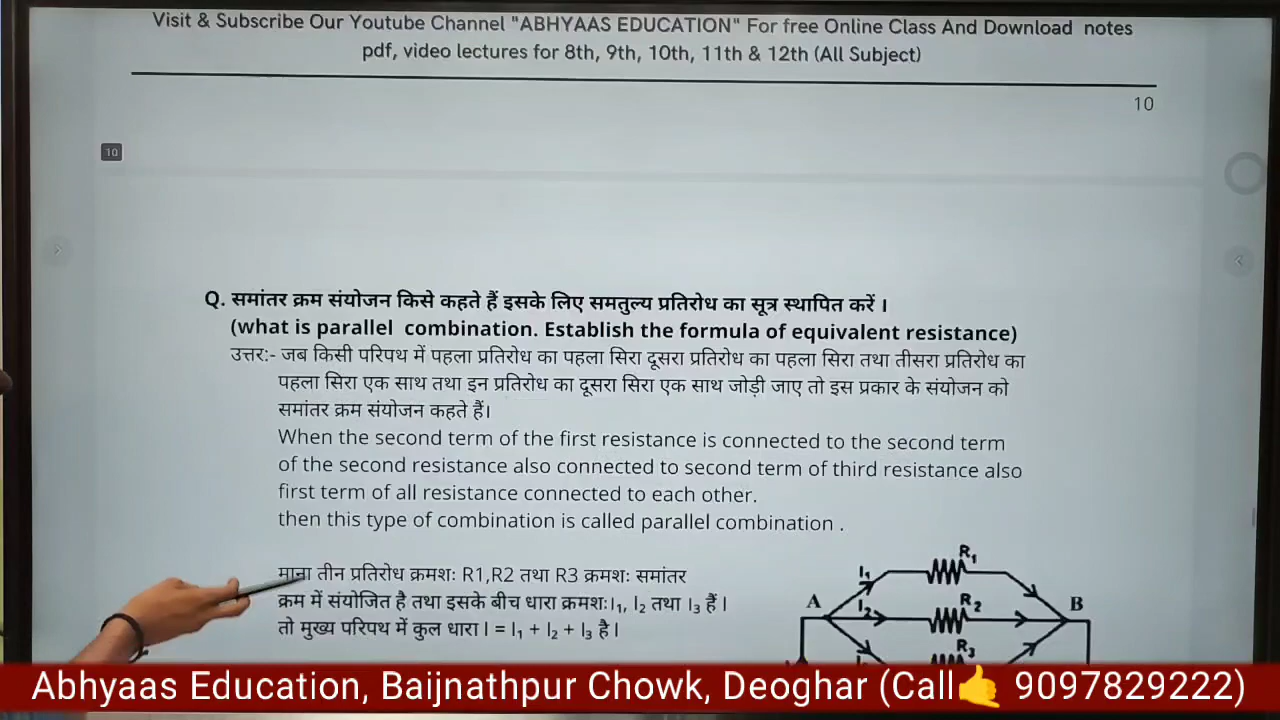 Visit & Subscribe Our Youtube Channel "ABHYAAS EDUCATION" For free Online Class And Download notes
pdf, video lectures for 8th, 9th, 10th, 11th & 12th (All Subject)
10
10
Q. समांतर क्रम संयोजन किसे कहते हैं इसके लिए समतुल्य प्रतिरोध का सूत्र स्थापित करें ।
(what is parallel combination. Establish the formula of equivalent resistance)
उत्तर:- जब किसी परिपथ में पहला प्रतिरोध का पहला सिरा दूसरा प्रतिरोध का पहला सिरा तथा तीसरा प्रतिरोध का
पहला सिरा एक साथ तथा इन प्रतिरोध का दूसरा सिरा एक साथ जोड़ी जाए तो इस प्रकार के संयोजन को
समांतर क्रम संयोजन कहते हैं।
When the second term of the first resistance is connected to the second term
of the second resistance also connected to second term of third resistance also
first term of all resistance connected to each other.
then this type of combination is called parallel combination .
माना तीन प्रतिरोध क्रमशः R1,R2 तथा R3 क्रमशः समांतर
क्रम में संयोजित है तथा इसके बीच धारा क्रमशः I₁, I₂ तथा I₃ हैं ।
तो मुख्य परिपथ में कुल धारा I = I₁ + I₂ + I₃ है ।
R₁
I₁
A
I₂
R₂
B
R₃
Abhyaas Education, Baijnathpur Chowk, Deoghar (Call🤙 9097829222)